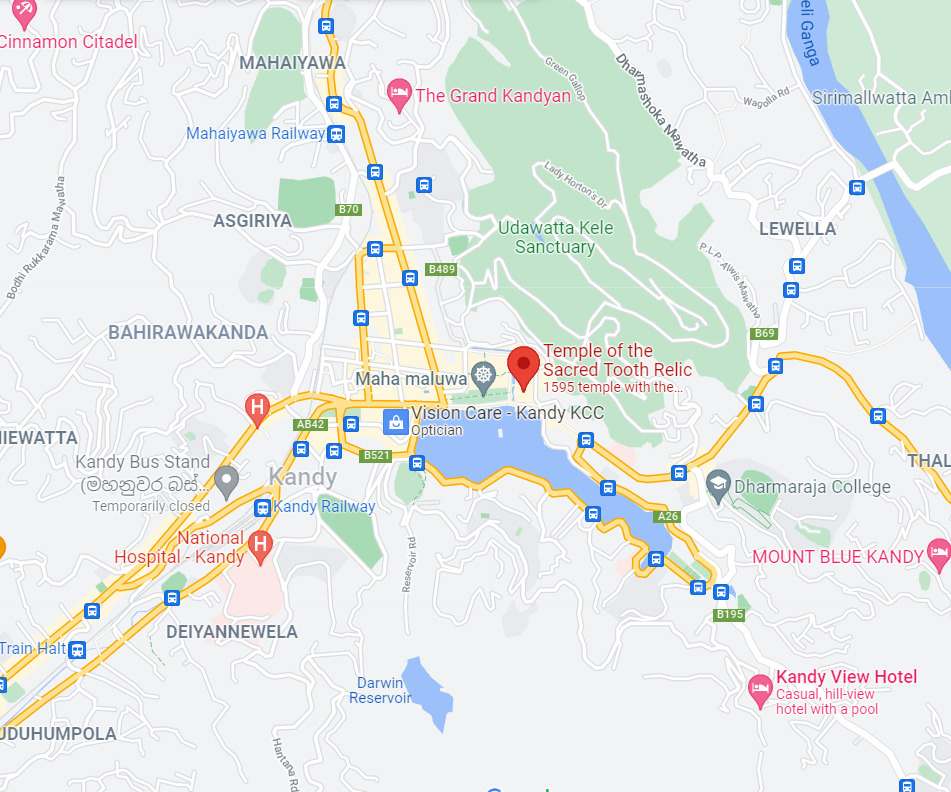 Cinnamon Citadel
MAHAIYAWA
The Grand Kandyan
Mahaiyawa Railway
Green Gallop
Dharmashoka Mawatha
Wagolla Rd
eli Ganga
Sirimallwatta Aml
Bodhi Rukkarama Mawatha
ASGIRIYA
B70
Lady Horton's Dr
Udawatta Kele
Sanctuary
LEWELLA
P.L.P. Alwis Mawatha
B489
BAHIRAWAKANDA
B69
Temple of the
Sacred Tooth Relic
1595 temple with the...
Maha maluwa
H
Vision Care - Kandy KCC
Optician
AB42
B521
IEWATTA
Kandy Bus Stand
(මහනුවර බස්...
Temporarily closed
Kandy
THAL
Dharmaraja College
Kandy Railway
A26
National
Hospital - Kandy
H
Reservoir Rd
MOUNT BLUE KANDY
B195
DEIYANNEWELA
Train Halt
Darwin
Reservoir
Kandy View Hotel
Casual, hill-view
hotel with a pool
UDUHUMPOLA
Hantana Rd